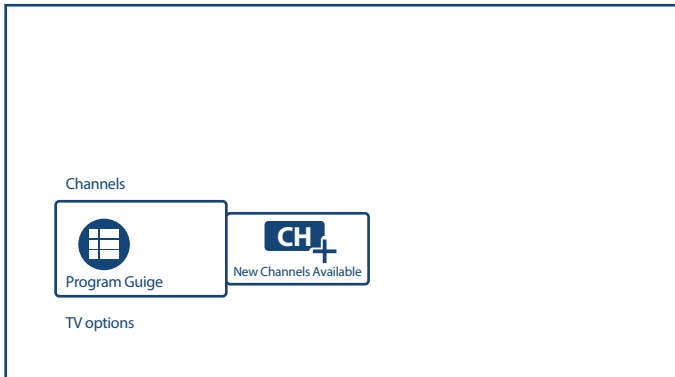 Channels
CH
Program Guige
New Channels Available
TV options